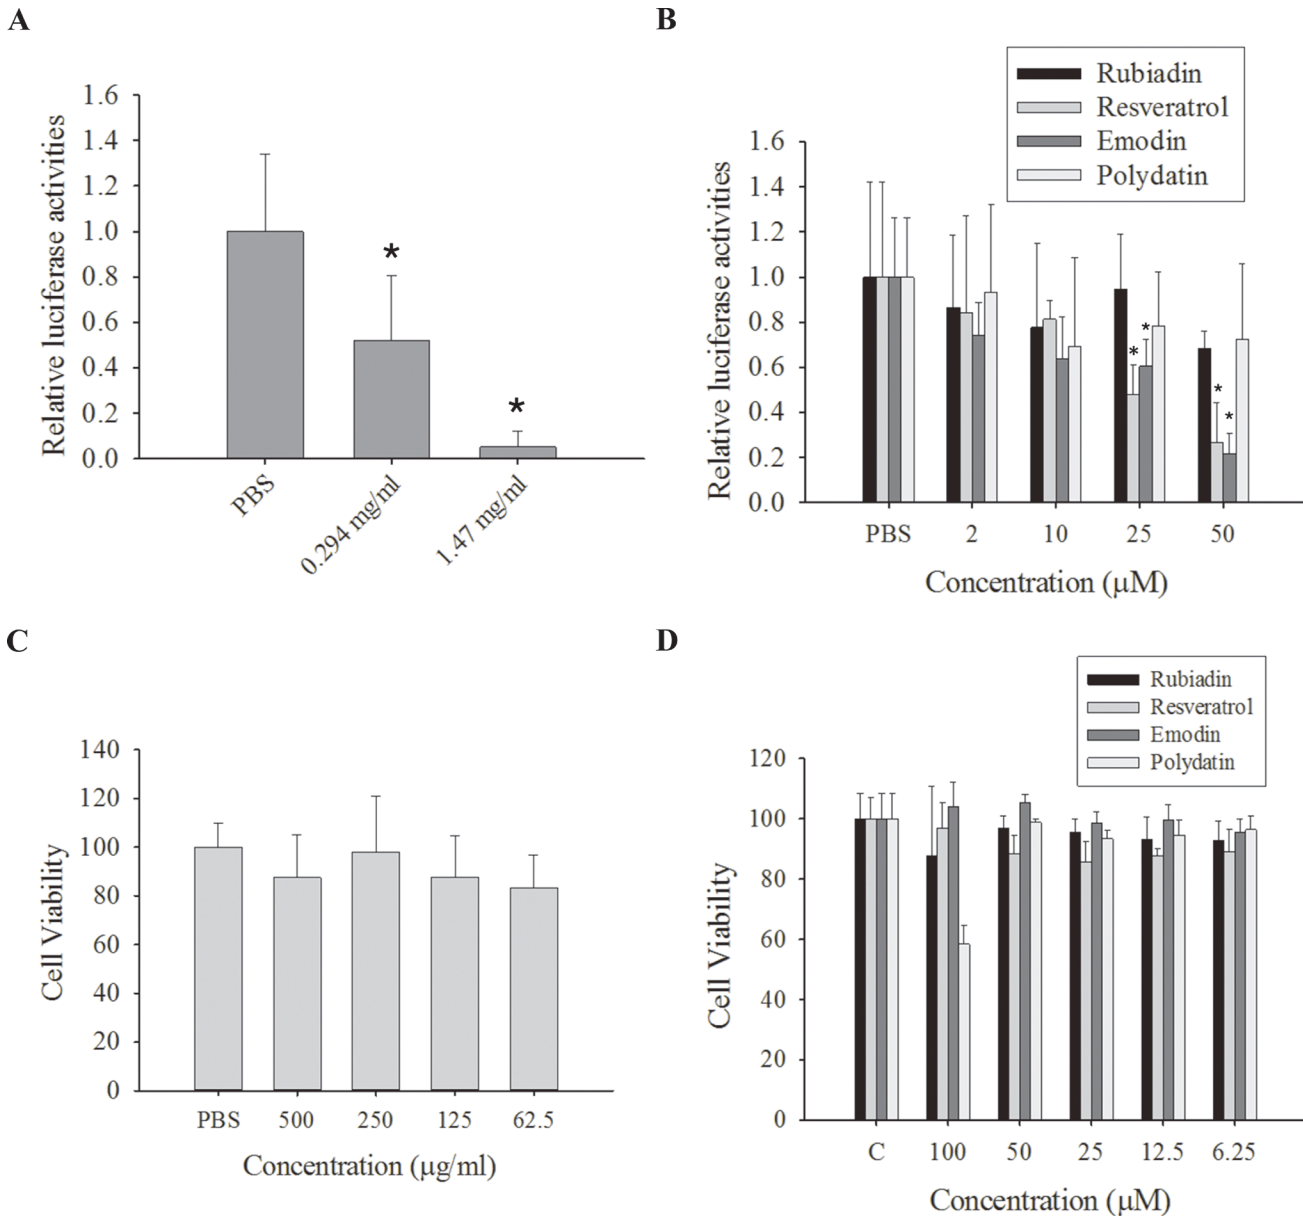 A
Relative luciferase activities
1.6
1.4
1.2
1.0
0.8
0.6
0.4
0.2
0.0
*
*
PBS
0.294 mg/ml
1.47 mg/ml
B
Rubiadin
Resveratrol
Emodin
Polydatin
Relative luciferase activities
1.6
1.4
1.2
1.0
0.8
0.6
0.4
0.2
0.0
*
*
*
*
PBS 2 10 25 50
Concentration (μM)
C
Cell Viability
140
120
100
80
60
40
20
0
PBS 500 250 125 62.5
Concentration (μg/ml)
D
Rubiadin
Resveratrol
Emodin
Polydatin
Cell Viability
120
100
80
60
40
20
0
C 100 50 25 12.5 6.25
Concentration (μM)